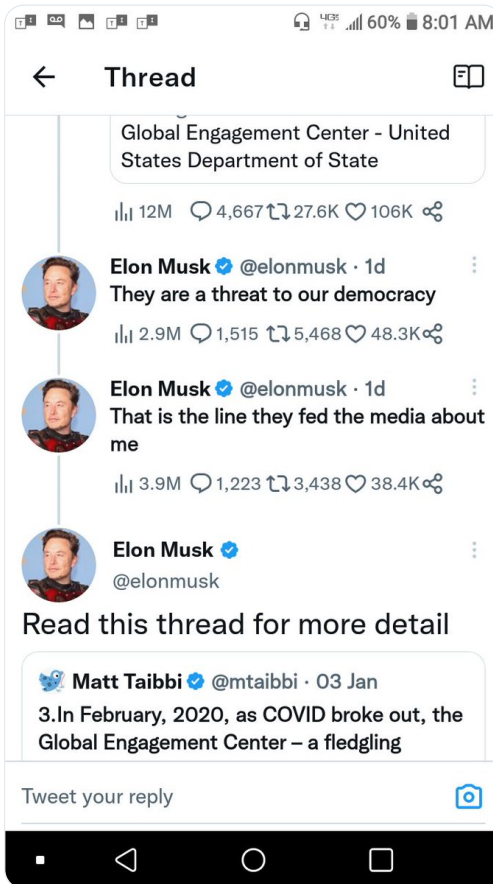 60% 8:01 AM
Thread
Global Engagement Center - United
States Department of State
12M 4,667 27.6K 106K
Elon Musk @elonmusk · 1d
They are a threat to our democracy
2.9M 1,515 5,468 48.3K
Elon Musk @elonmusk · 1d
That is the line they fed the media about
me
3.9M 1,223 3,438 38.4K
Elon Musk
@elonmusk
Read this thread for more detail
Matt Taibbi @mtaibbi · 03 Jan
3.In February, 2020, as COVID broke out, the
Global Engagement Center – a fledgling
Tweet your reply